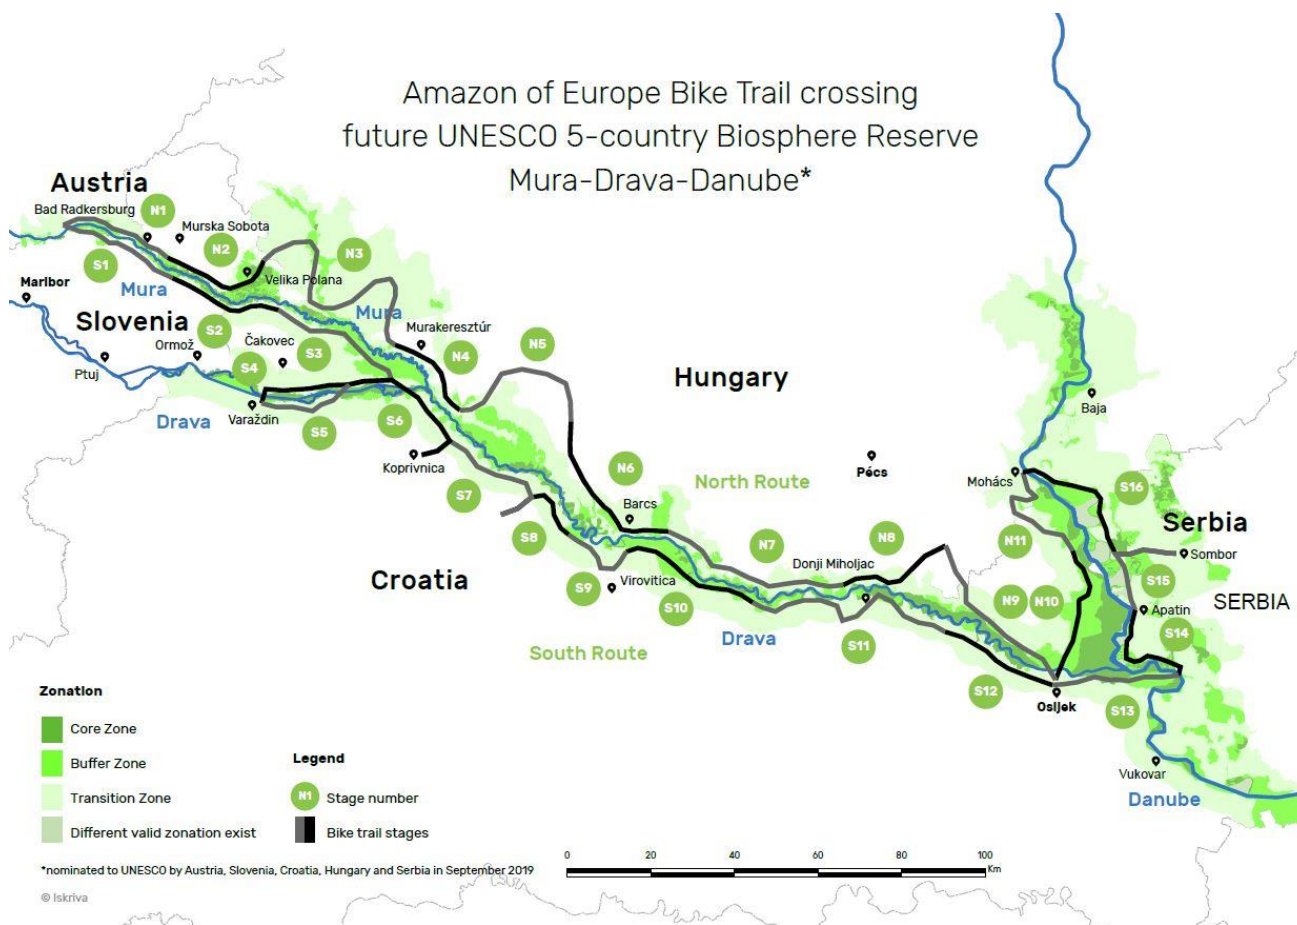 Amazon of Europe Bike Trail crossing
future UNESCO 5-country Biosphere Reserve
Mura-Drava-Danube*
Austria
Bad Radkersburg
N1
Murska Sobota
S1
N2
N3
Velika Polana
Maribor
Mura
Mura
Slovenia
S2
Ormož
Čakovec
S3
Murakeresztúr
N4
N5
Ptuj
S4
Hungary
Drava
Varaždin
S5
S6
Baja
Koprivnica
N6
Pécs
Mohács
S7
Barcs
North Route
S16
Serbia
S8
N7
N8
N11
Sombor
Croatia
Donji Miholjac
S9
Virovitica
S10
N9
N10
S15
SERBIA
Apatin
South Route
Drava
S11
S14
S12
Osijek
S13
Vukovar
Danube
Zonation
Core Zone
Buffer Zone
Transition Zone
Different valid zonation exist
Legend
N1
Stage number
Bike trail stages
0 20 40 60 80 100
Km
*nominated to UNESCO by Austria, Slovenia, Croatia, Hungary and Serbia in September 2019
© Iskriva